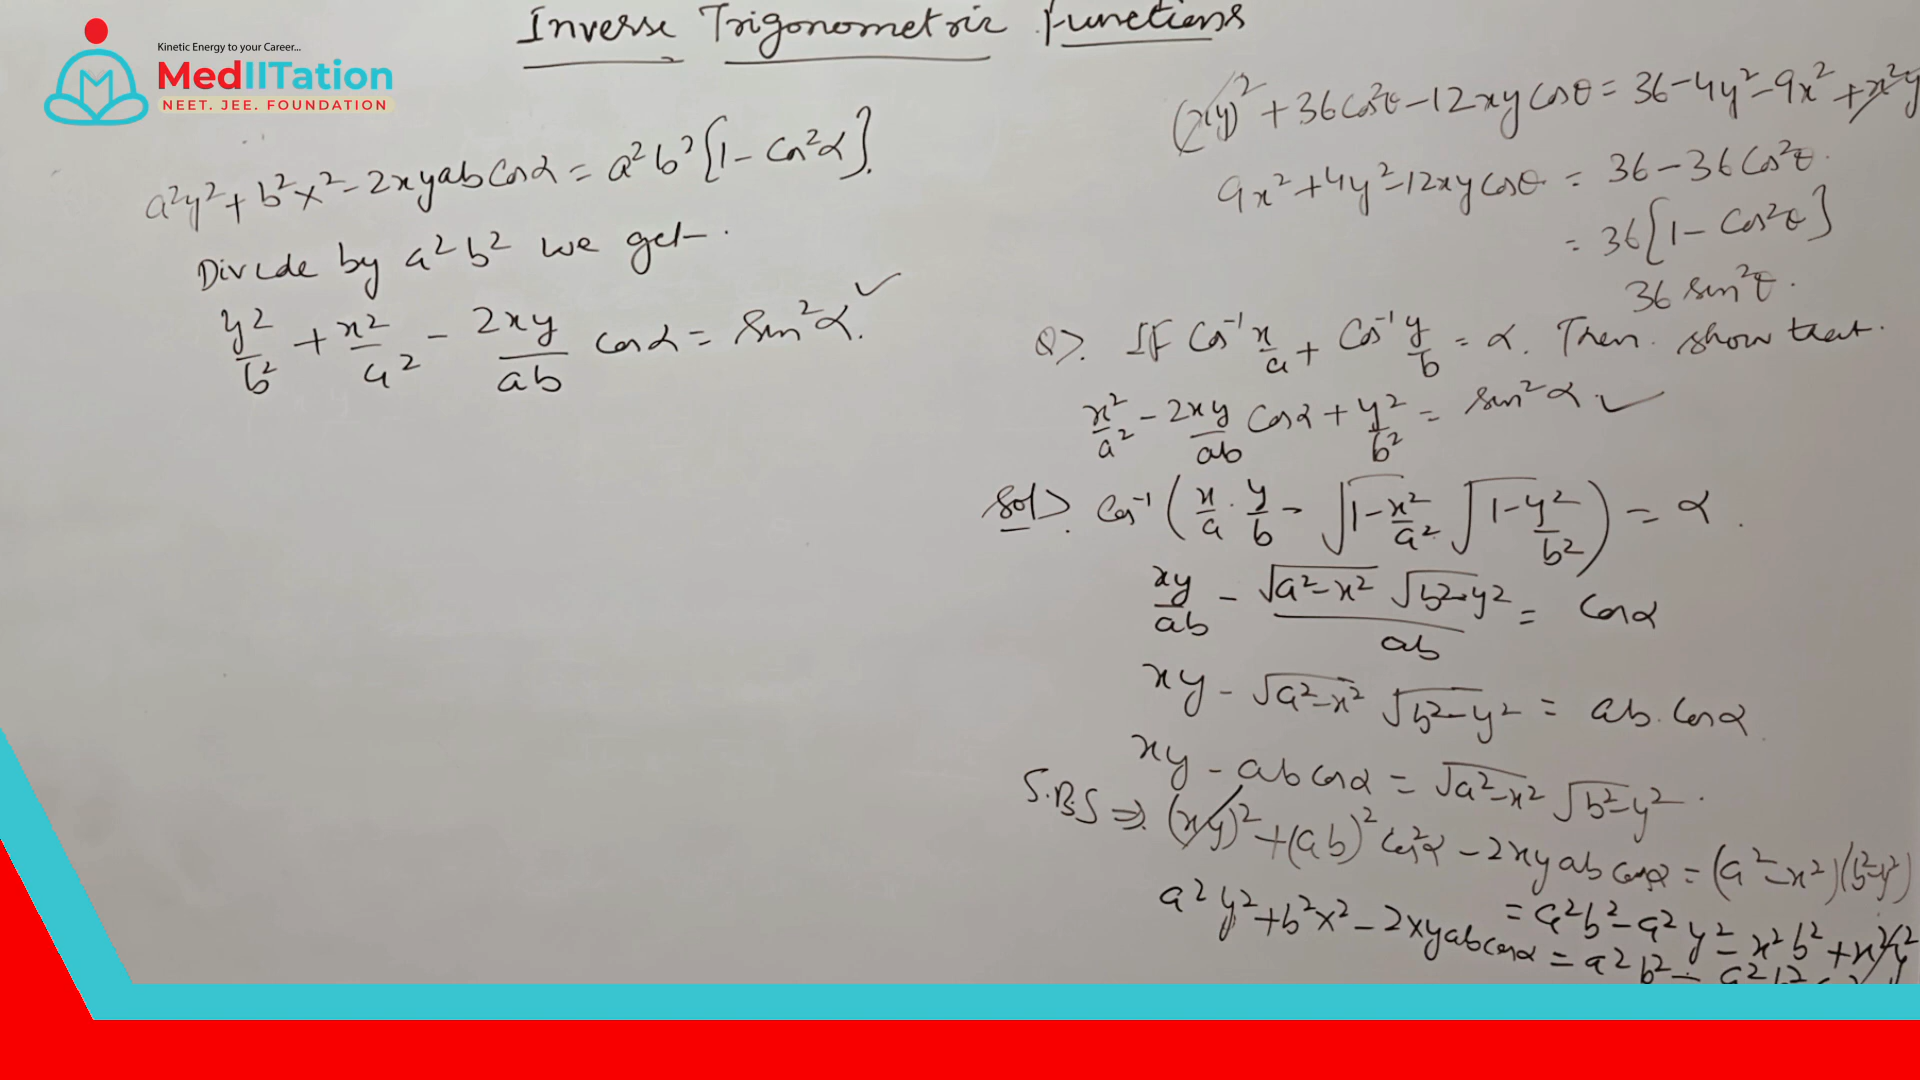 Inverse Trigonometric Functions
Kinetic Energy to your Career...
MedIITation
NEET. JEE. FOUNDATION
a²y² + b²x² - 2xyab Cosα = a²b² [1 - Cos²α].
Divide by a²b² we get.
y²/b² + x²/a² - 2xy/ab cosα = Sin²α. ✓
(xy)² + 36Cos²θ - 12xy Cosθ = 36 - 4y² - 9x² + x²y
9x² + 4y² - 12xy Cosθ = 36 - 36Cos²θ.
= 36[1 - Cos²θ]
36 sin²θ.
Q>. If Cos⁻¹ x/a + Cos⁻¹ y/b = α. Then. show that.
x²/a² - 2xy/ab Cosα + y²/b² = sin²α ✓
Sol>. Cos⁻¹ (x/a . y/b - √1-x²/a² √1-y²/b²) = α.
xy/ab - √a²-x² √b²-y²/ab = Cosα
xy - √a²-x² √b²-y² = ab. Cosα
xy - ab cosα = √a²-x² √b²-y².
S.B.S ⇒ (xy)² + (ab)² Cos²α - 2xyab cosα = (a²-x²)(b²-y²)
= a²b² - a²y² - x²b² + x²y²
a²y² + b²x² - 2xyab cosα = a²b² - a²b²